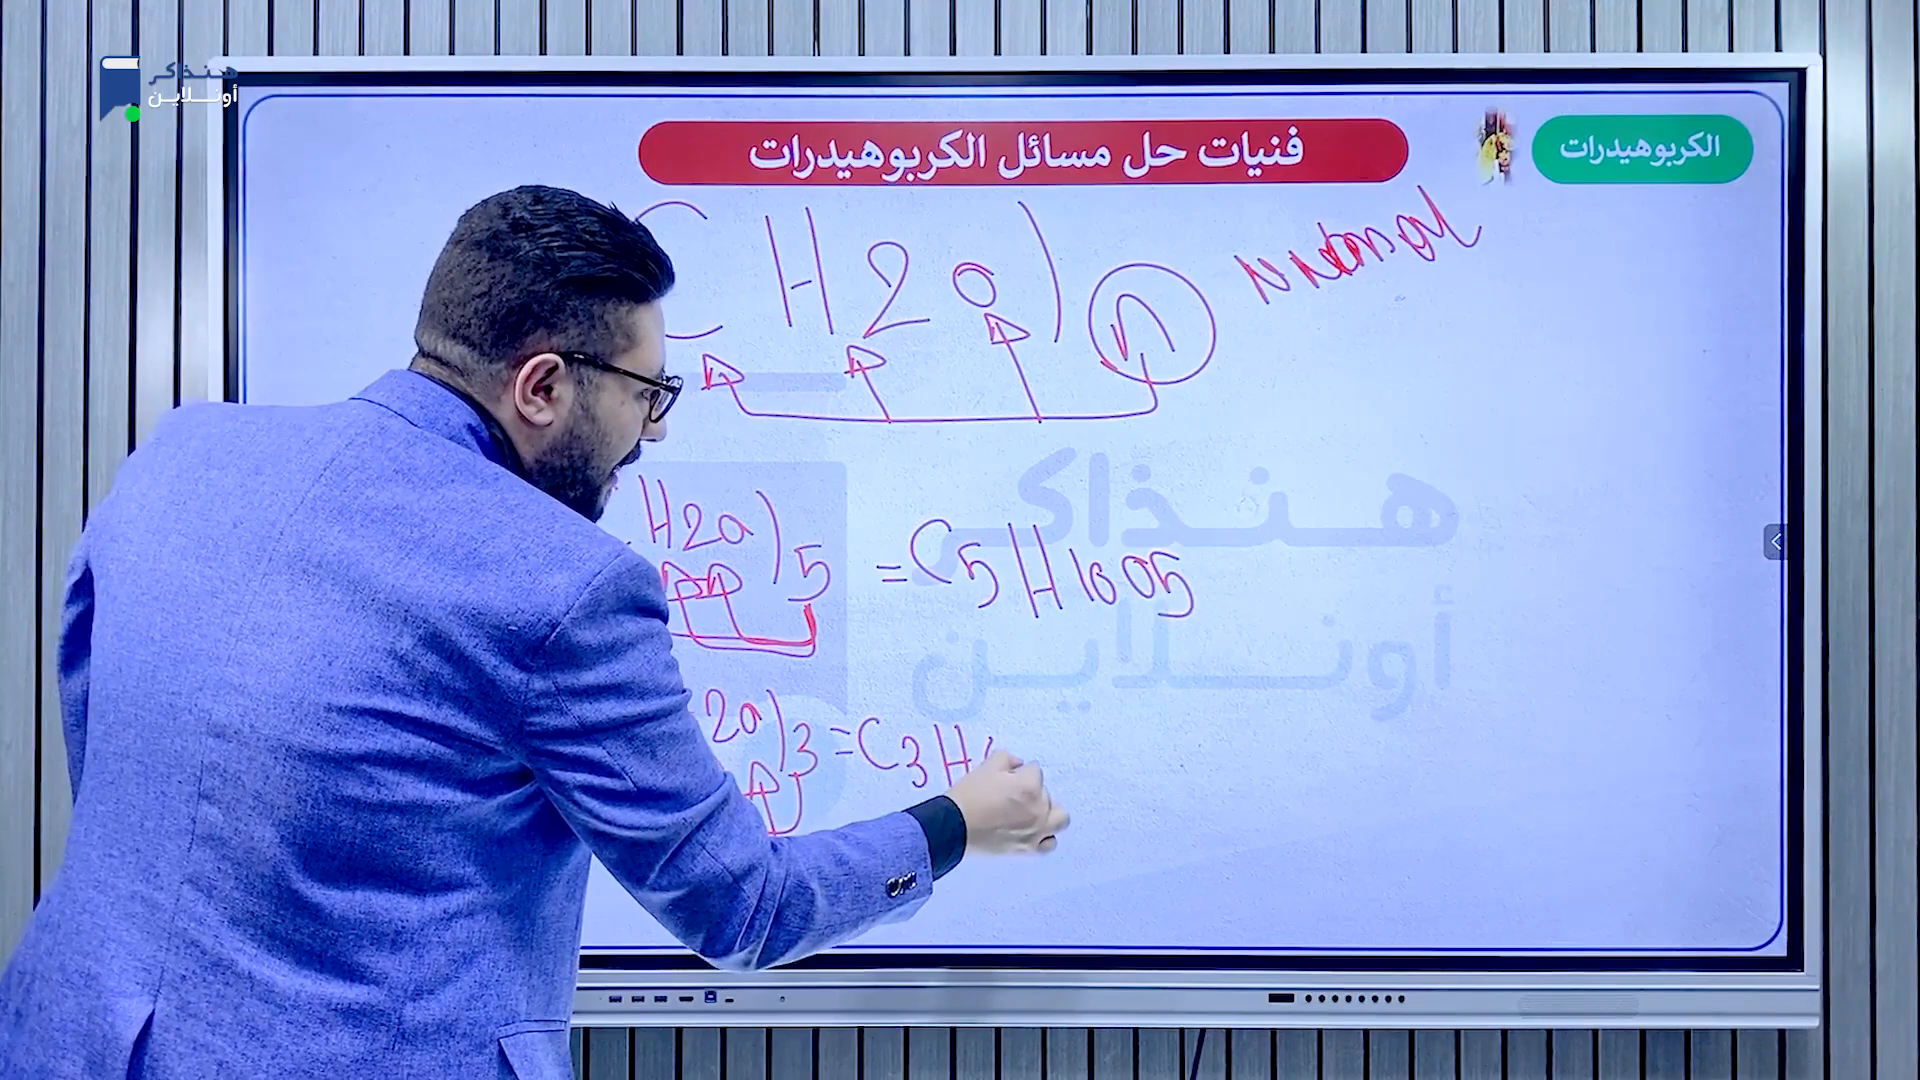 هنذاكر
أونلاين
الكربوهيدرات
فنيات حل مسائل الكربوهيدرات
CH2O)n
H2O)5 = C5H10O5
2O)3 = C3H
هنذاكر
أونلاين